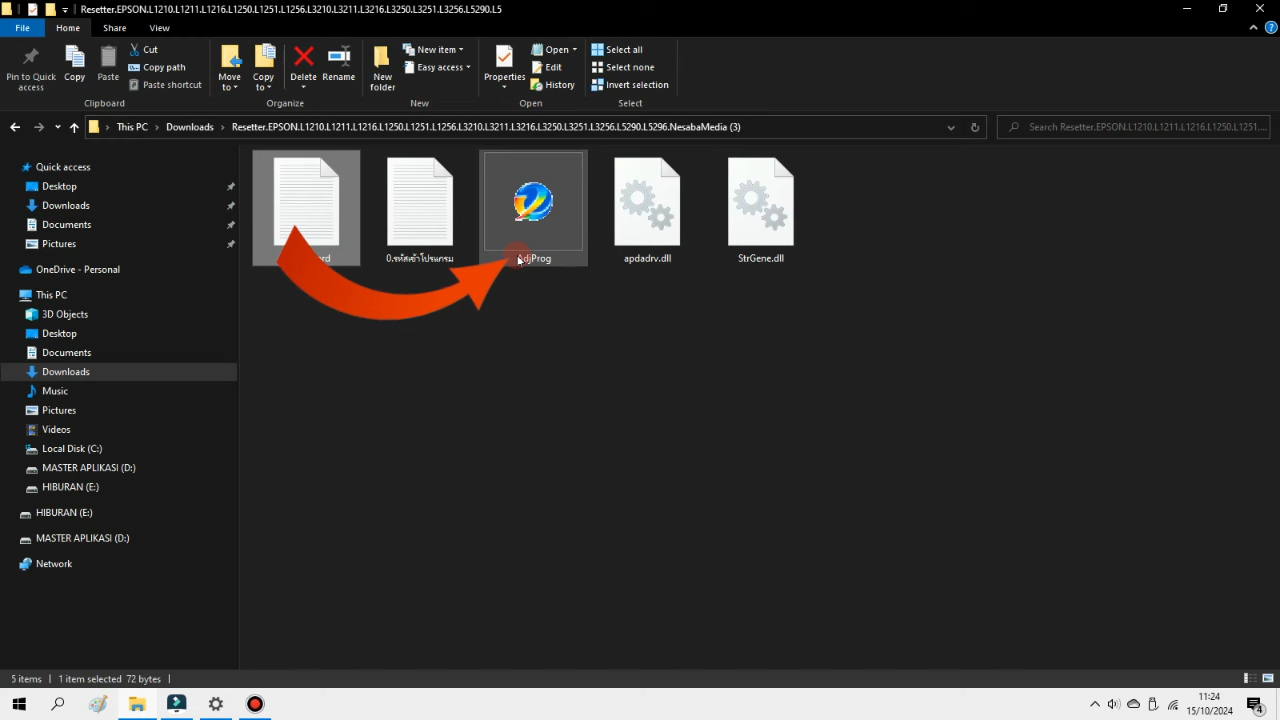 Resetter.EPSON.L1210.L1211.L1216.L1250.L1251.L1256.L3210.L3211.L3216.L3250.L3251.L3256.L5290.L5
File Home Share View
Pin to Quick access
Copy
Paste
Cut
Copy path
Paste shortcut
Clipboard
Move to
Copy to
Delete
Rename
Organize
New folder
New item
Easy access
New
Properties
Open
Edit
History
Open
Select all
Select none
Invert selection
Select
This PC > Downloads > Resetter.EPSON.L1210.L1211.L1216.L1250.L1251.L1256.L3210.L3211.L3216.L3250.L3251.L3256.L5290.L5296.NesabaMedia (3)
Search Resetter.EPSON.L1210.L1211.L1216.L1250.L1251....
Quick access
Desktop
Downloads
Documents
Pictures
OneDrive - Personal
This PC
3D Objects
Desktop
Documents
Downloads
Music
Pictures
Videos
Local Disk (C:)
MASTER APLIKASI (D:)
HIBURAN (E:)
HIBURAN (E:)
MASTER APLIKASI (D:)
Network
0.รหัสเข้าโปรแกรม
AdjProg
apdadrv.dll
StrGene.dll
5 items
1 item selected 72 bytes
11:24
15/10/2024
4